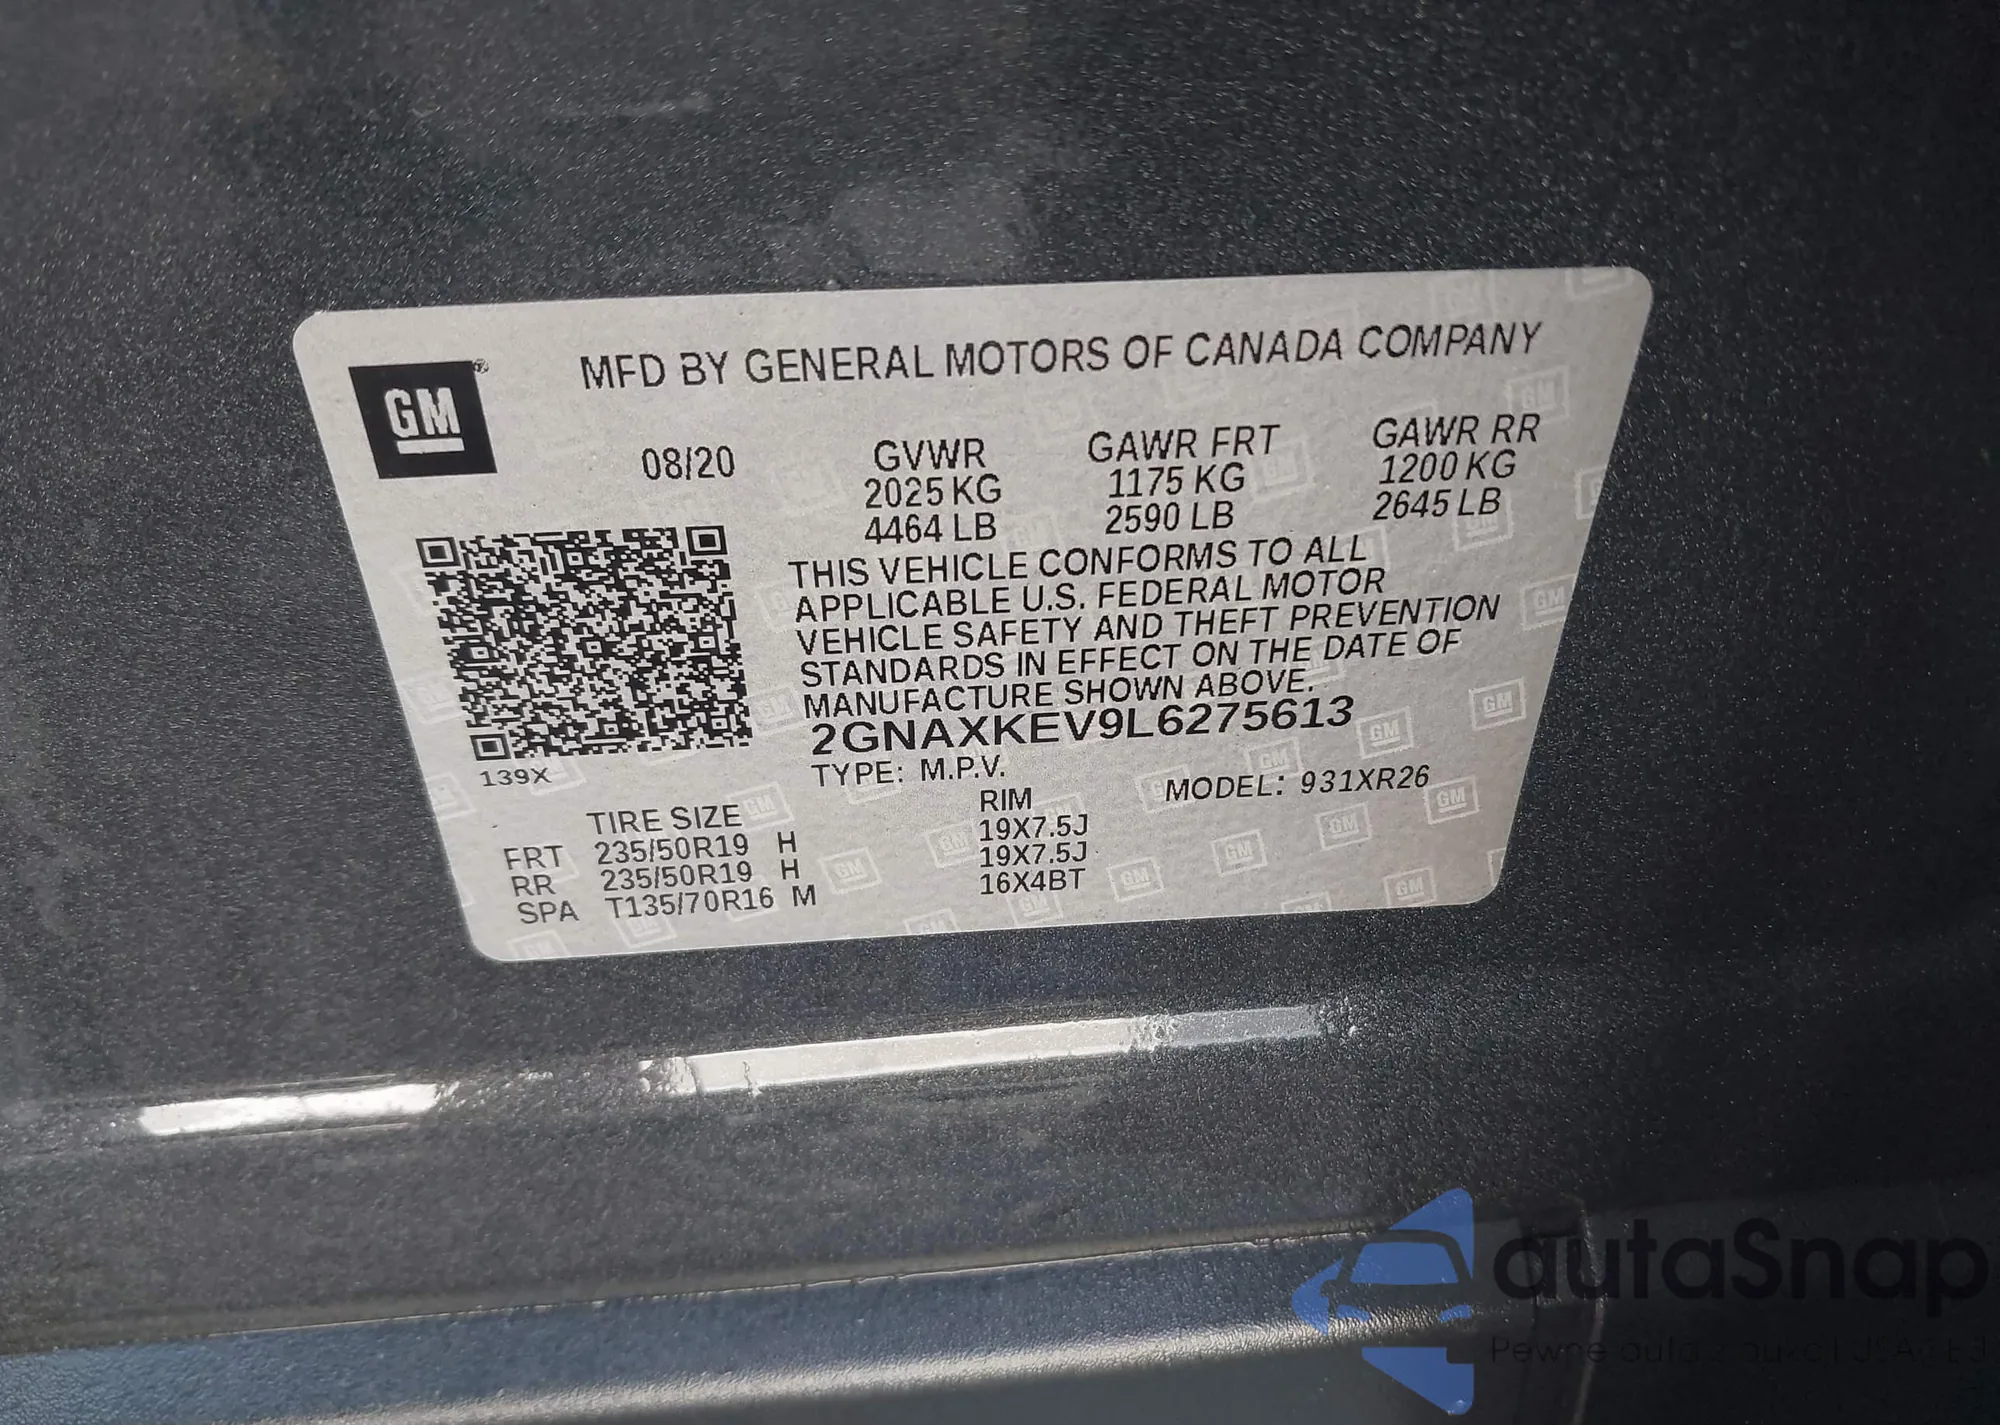 GM
MFD BY GENERAL MOTORS OF CANADA COMPANY
08/20
GVWR GAWR FRT GAWR RR
2025 KG 1175 KG 1200 KG
4464 LB 2590 LB 2645 LB
THIS VEHICLE CONFORMS TO ALL
APPLICABLE U.S. FEDERAL MOTOR
VEHICLE SAFETY AND THEFT PREVENTION
STANDARDS IN EFFECT ON THE DATE OF
MANUFACTURE SHOWN ABOVE.
2GNAXKEV9L6275613
139X
TYPE: M.P.V. MODEL: 931XR26
TIRE SIZE RIM
FRT 235/50R19 H 19X7.5J
RR 235/50R19 H 19X7.5J
SPA T135/70R16 M 16X4BT
autaSnap
Pewne auta z